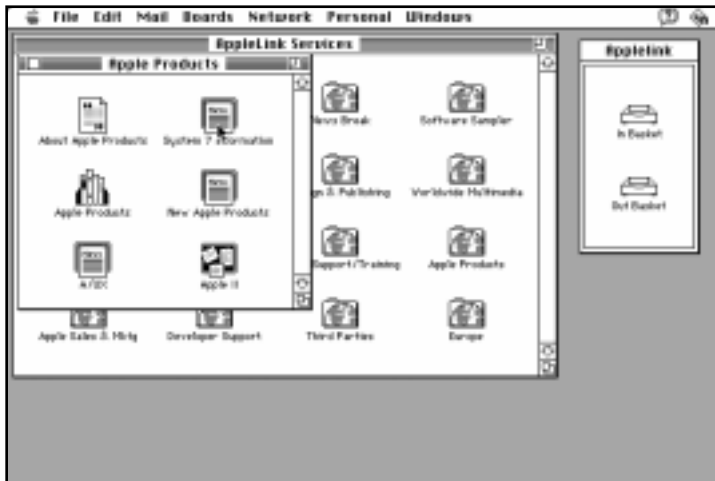 File Edit Mail Boards Network Personal Windows
AppleLink Services
Apple Products
Applelink
About Apple Products
System 7
Apple Products
New Apple Products
A/UX
Apple II
News Break
Software Sampler
& Publishing
Worldwide Multimedia
Support/Training
Apple Products
Apple Sales & Mktg
Developer Support
Third Parties
Europe
In Basket
Out Basket